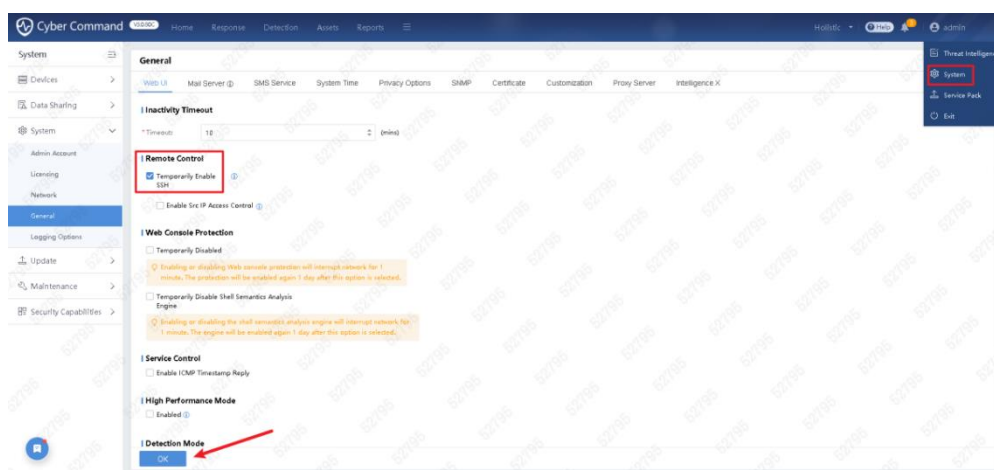 Cyber Command
Home Response Detection Assets Reports
Holistic Help admin
System
Devices
Data Sharing
System
Admin Account
Licensing
Network
General
Logging Options
Update
Maintenance
Security Capabilities
General
Web UI Mail Server SMS Service System Time Privacy Options SNMP Certificate Customization Proxy Server Intelligence X
Inactivity Timeout
* Timeout: 10 (mins)
Remote Control
Temporarily Enable
SSH
Enable Src IP Access Control
Web Console Protection
Temporarily Disabled
Enabling or disabling Web console protection will interrupt network for 1
minute. The protection will be enabled again 1 day after this option is selected.
Temporarily Disable Shell Semantics Analysis
Engine
Enabling or disabling the shell semantics analysis engine will interrupt network for
1 minute. The engine will be enabled again 1 day after this option is selected.
Service Control
Enable ICMP Timestamp Reply
High Performance Mode
Enabled
Detection Mode
OK
Threat Intelligence
System
Service Pack
Exit
52795